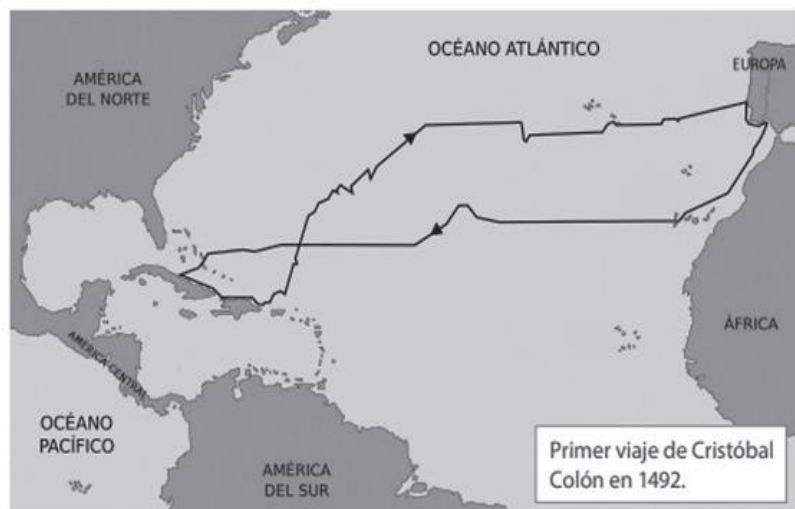 OCÉANO ATLÁNTICO
EUROPA
AMÉRICA
DEL NORTE
ÁFRICA
AMERICA CENTRAL
OCÉANO
PACÍFICO
AMÉRICA
DEL SUR
Primer viaje de Cristóbal
Colón en 1492.